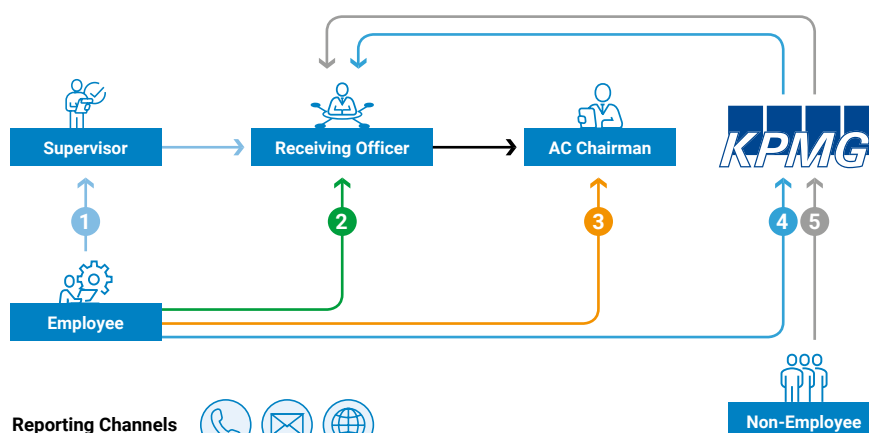 Supervisor
Receiving Officer
AC Chairman
KPMG
1
2
3
4
5
Employee
Reporting Channels
Non-Employee